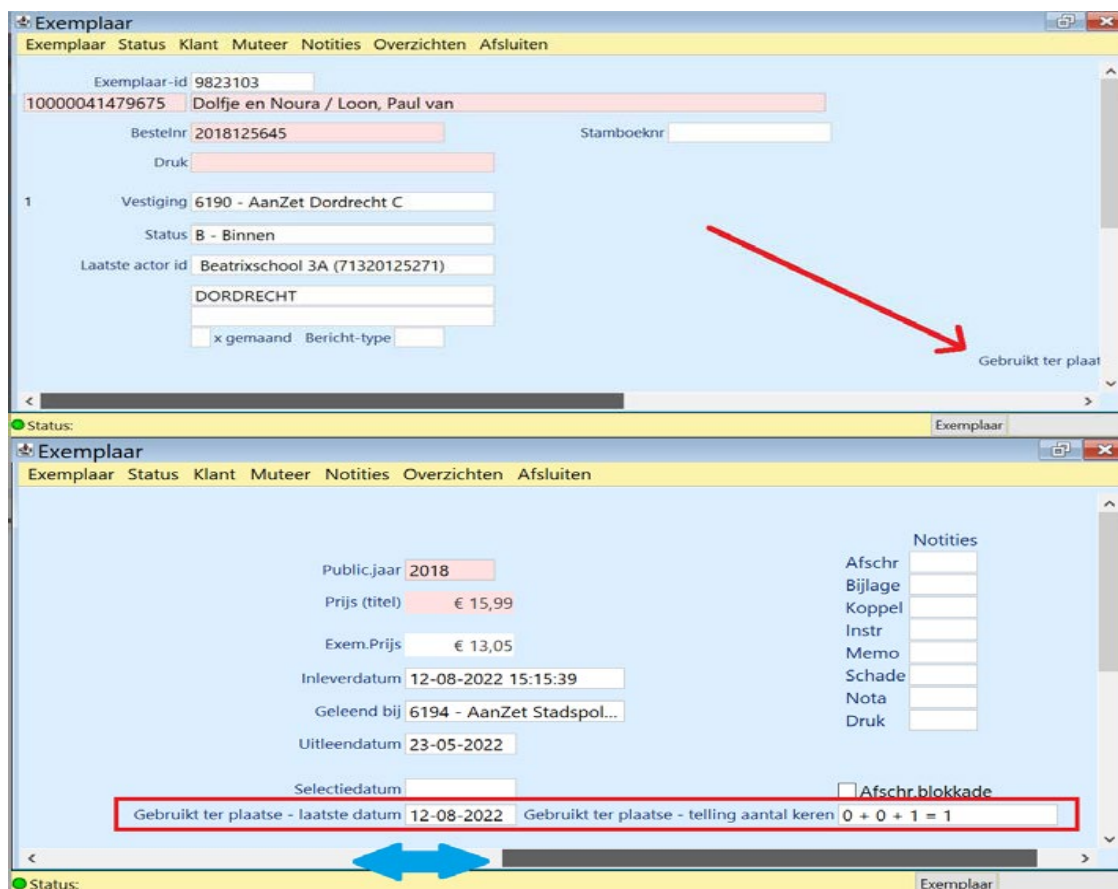 Exemplaar
Exemplaar Status Klant Muteer Notities Overzichten Afsluiten
Exemplaar-id 9823103
10000041479675 Dolfje en Noura / Loon, Paul van
Bestelnr 2018125645 Stamboeknr
Druk
1 Vestiging 6190 - AanZet Dordrecht C
Status B - Binnen
Laatste actor id Beatrixschool 3A (71320125271)
DORDRECHT
x gemaand Bericht-type
Gebruikt ter plaat
Status: Exemplaar
Exemplaar
Exemplaar Status Klant Muteer Notities Overzichten Afsluiten
Notities
Public.jaar 2018 Afschr
Prijs (titel) € 15,99 Bijlage
Koppel
Exem.Prijs € 13,05 Instr
Memo
Inleverdatum 12-08-2022 15:15:39 Schade
Geleend bij 6194 - AanZet Stadspol... Nota
Druk
Uitleendatum 23-05-2022
Selectiedatum Afschr.blokkade
Gebruikt ter plaatse - laatste datum 12-08-2022 Gebruikt ter plaatse - telling aantal keren 0 + 0 + 1 = 1
Status: Exemplaar